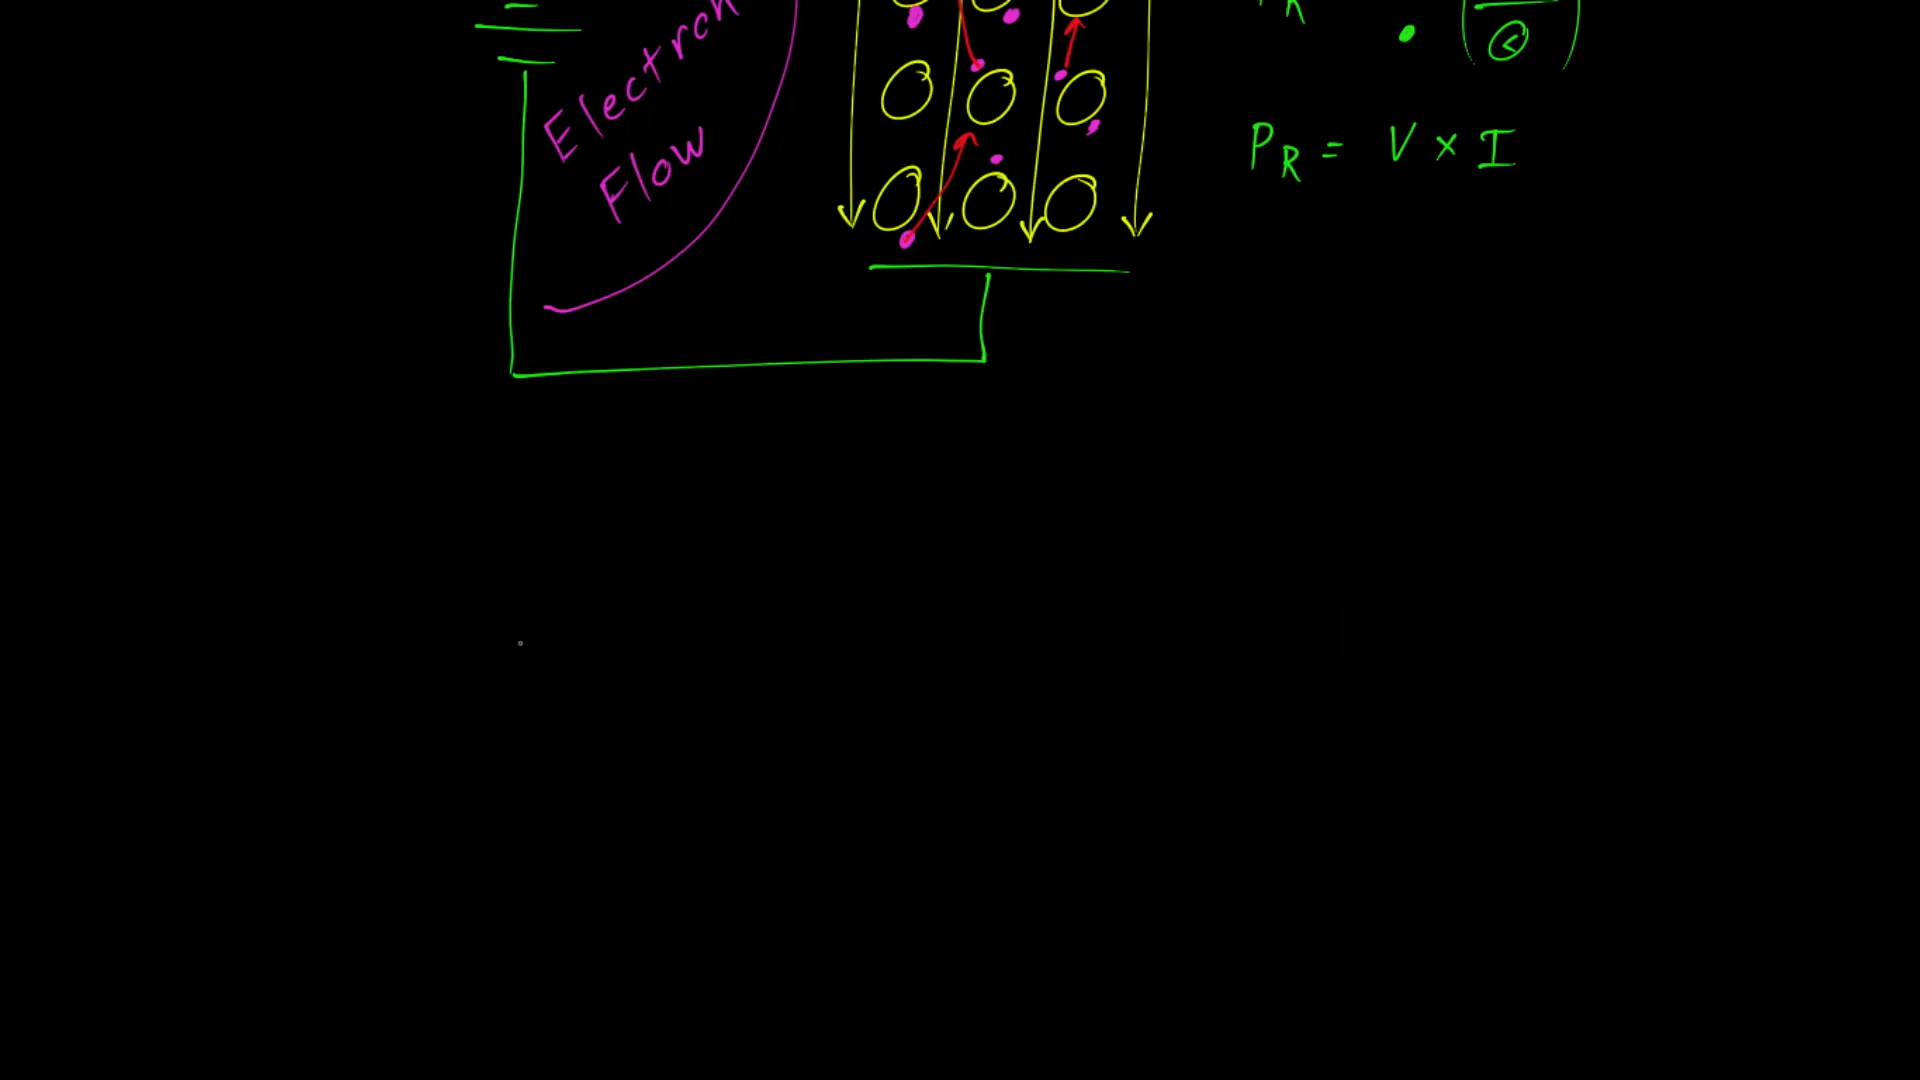 Electron
Flow
R
P_R = V × I